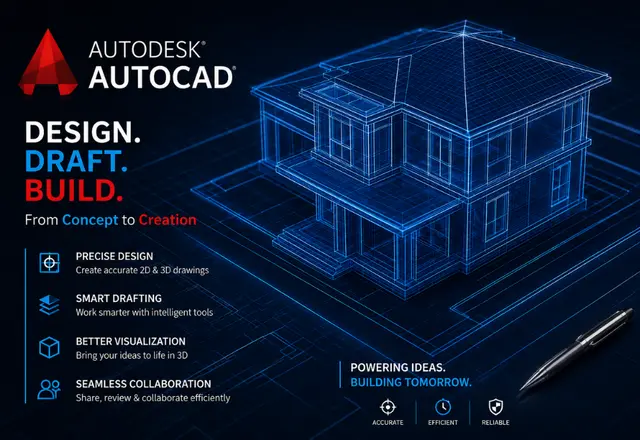 AUTODESK®
AUTOCAD®
DESIGN.
DRAFT.
BUILD.
From Concept to Creation
PRECISE DESIGN
Create accurate 2D & 3D drawings
SMART DRAFTING
Work smarter with intelligent tools
BETTER VISUALIZATION
Bring your ideas to life in 3D
SEAMLESS COLLABORATION
Share, review & collaborate efficiently
POWERING IDEAS.
BUILDING TOMORROW.
ACCURATE
EFFICIENT
RELIABLE